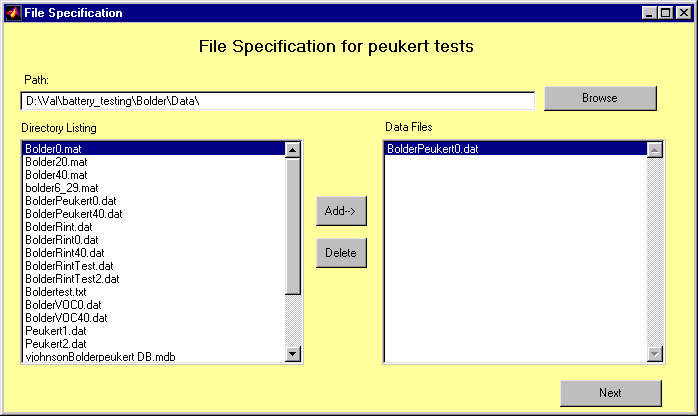 File Specification
File Specification for peukert tests
Path:
D:\Val\battery_testing\Bolder\Data\
Browse
Directory Listing
Bolder0.mat
Bolder20.mat
Bolder40.mat
bolder6_29.mat
BolderPeukert0.dat
BolderPeukert40.dat
BolderRint.dat
BolderRint0.dat
BolderRint40.dat
BolderRintTest.dat
BolderRintTest2.dat
Boldertest.txt
BolderVOC0.dat
BolderVOC40.dat
Peukert1.dat
Peukert2.dat
vjohnsonBolderpeukert DB.mdb
Add-->
Delete
Data Files
BolderPeukert0.dat
Next